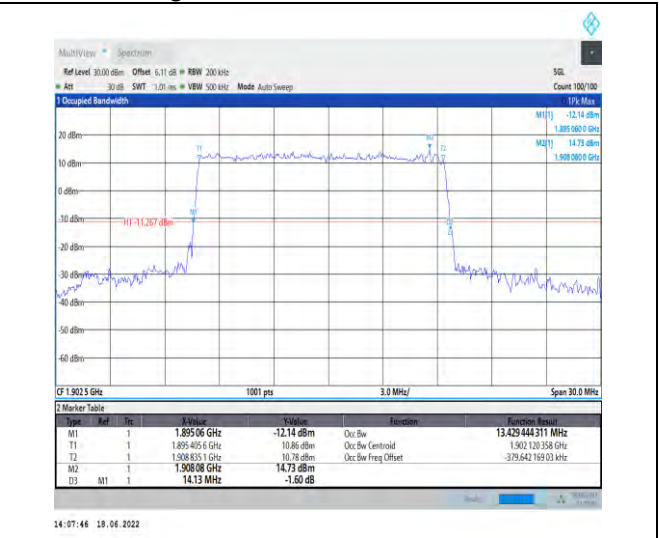 MultiView Spectrum
Ref Level 30.00 dBm Offset 6.11 dB RBW 200 kHz SGL
Att 30 dB SWT 1.01 ms VBW 500 kHz Mode Auto Sweep Count 100/100
1 Occupied Bandwidth 1Pk Max
M1[1] -12.14 dBm
1.895 060 0 GHz
M2[1] 14.73 dBm
1.908 080 0 GHz
20 dBm
M2
T1 T2
10 dBm
0 dBm
-10 dBm
M1
H1 -11.267 dBm
D3
-20 dBm
-30 dBm
-40 dBm
-50 dBm
-60 dBm
CF 1.902 5 GHz 1001 pts 3.0 MHz/ Span 30.0 MHz
2 Marker Table
Type Ref Trc X-Value Y-Value Function Function Result
M1 1 1.895 06 GHz -12.14 dBm Occ Bw 13.429 444 311 MHz
T1 1 1.895 405 6 GHz 10.86 dBm Occ Bw Centroid 1.902 120 358 GHz
T2 1 1.908 835 1 GHz 10.78 dBm Occ Bw Freq Offset -379.642 169 03 kHz
M2 1 1.908 08 GHz 14.73 dBm
D3 M1 1 14.13 MHz -1.60 dB
14:07:46 18.06.2022